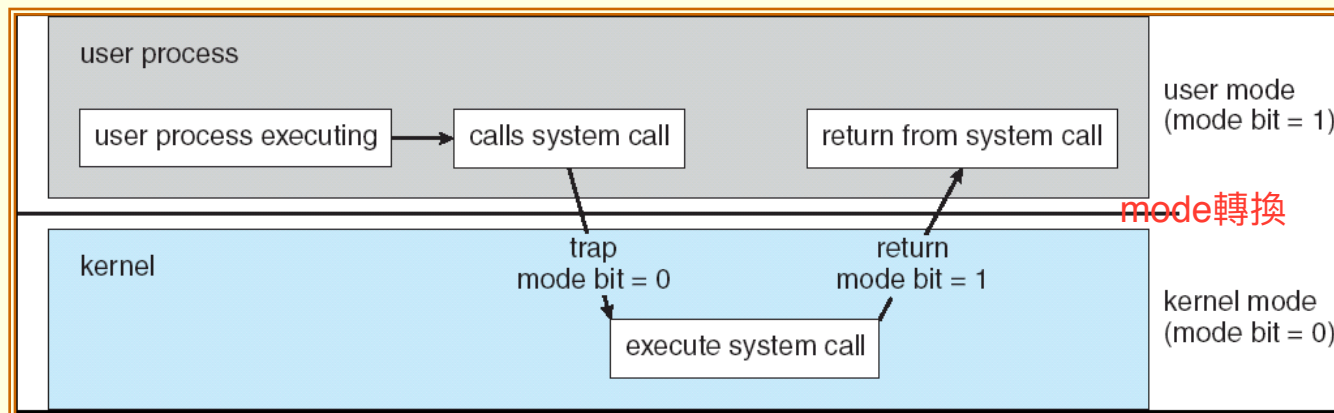 user process
user process executing
calls system call
return from system call
user mode
(mode bit = 1)
mode轉換
kernel
trap
mode bit = 0
return
mode bit = 1
execute system call
kernel mode
(mode bit = 0)